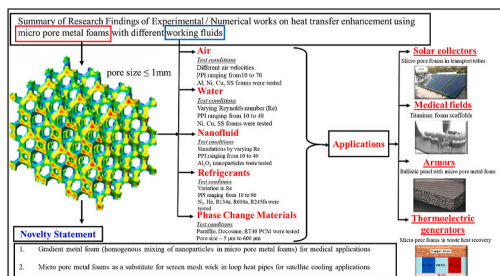 Summary of Research Findings of Experimental / Numerical works on heat transfer enhancement using
micro pore metal foams with different working fluids
pore size ≤ 1mm
Air
Test conditions
Different air velocities
PPI ranging from 10 to 70
Al, Ni, Cu, SS foams were tested
Water
Test conditions
Varying Reynolds number (Re)
PPI ranging from 10 to 40
Ni, Cu, SS foams were tested
Nanofluid
Test conditions
Simulations by varying Re
PPI ranging from 10 to 40
Al2O3 nanoparticles were tested
Refrigerants
Test conditions
Variation in Re
PPI ranging from 10 to 90
N2, He, R134a, R600a, R245fa were
tested
Phase Change Materials
Test conditions
Paraffin, Docosane, RT40 PCM were tested
Pore size – 5 μm to 600 μm
Applications
Solar collectors
Micro pore foams in transport tubes
Medical fields
Titanium foam scaffolds
Armors
Ballistic panel with micro pore metal foam
Thermoelectric
generators
Micro pore foams in waste heat recovery
Novelty Statement
1. Gradient metal foam (homogenous mixing of nanoparticles in micro pore metal foams) for medical applications
2. Micro pore metal foams as a substitute for screen mesh wick in loop heat pipes for satellite cooling applications